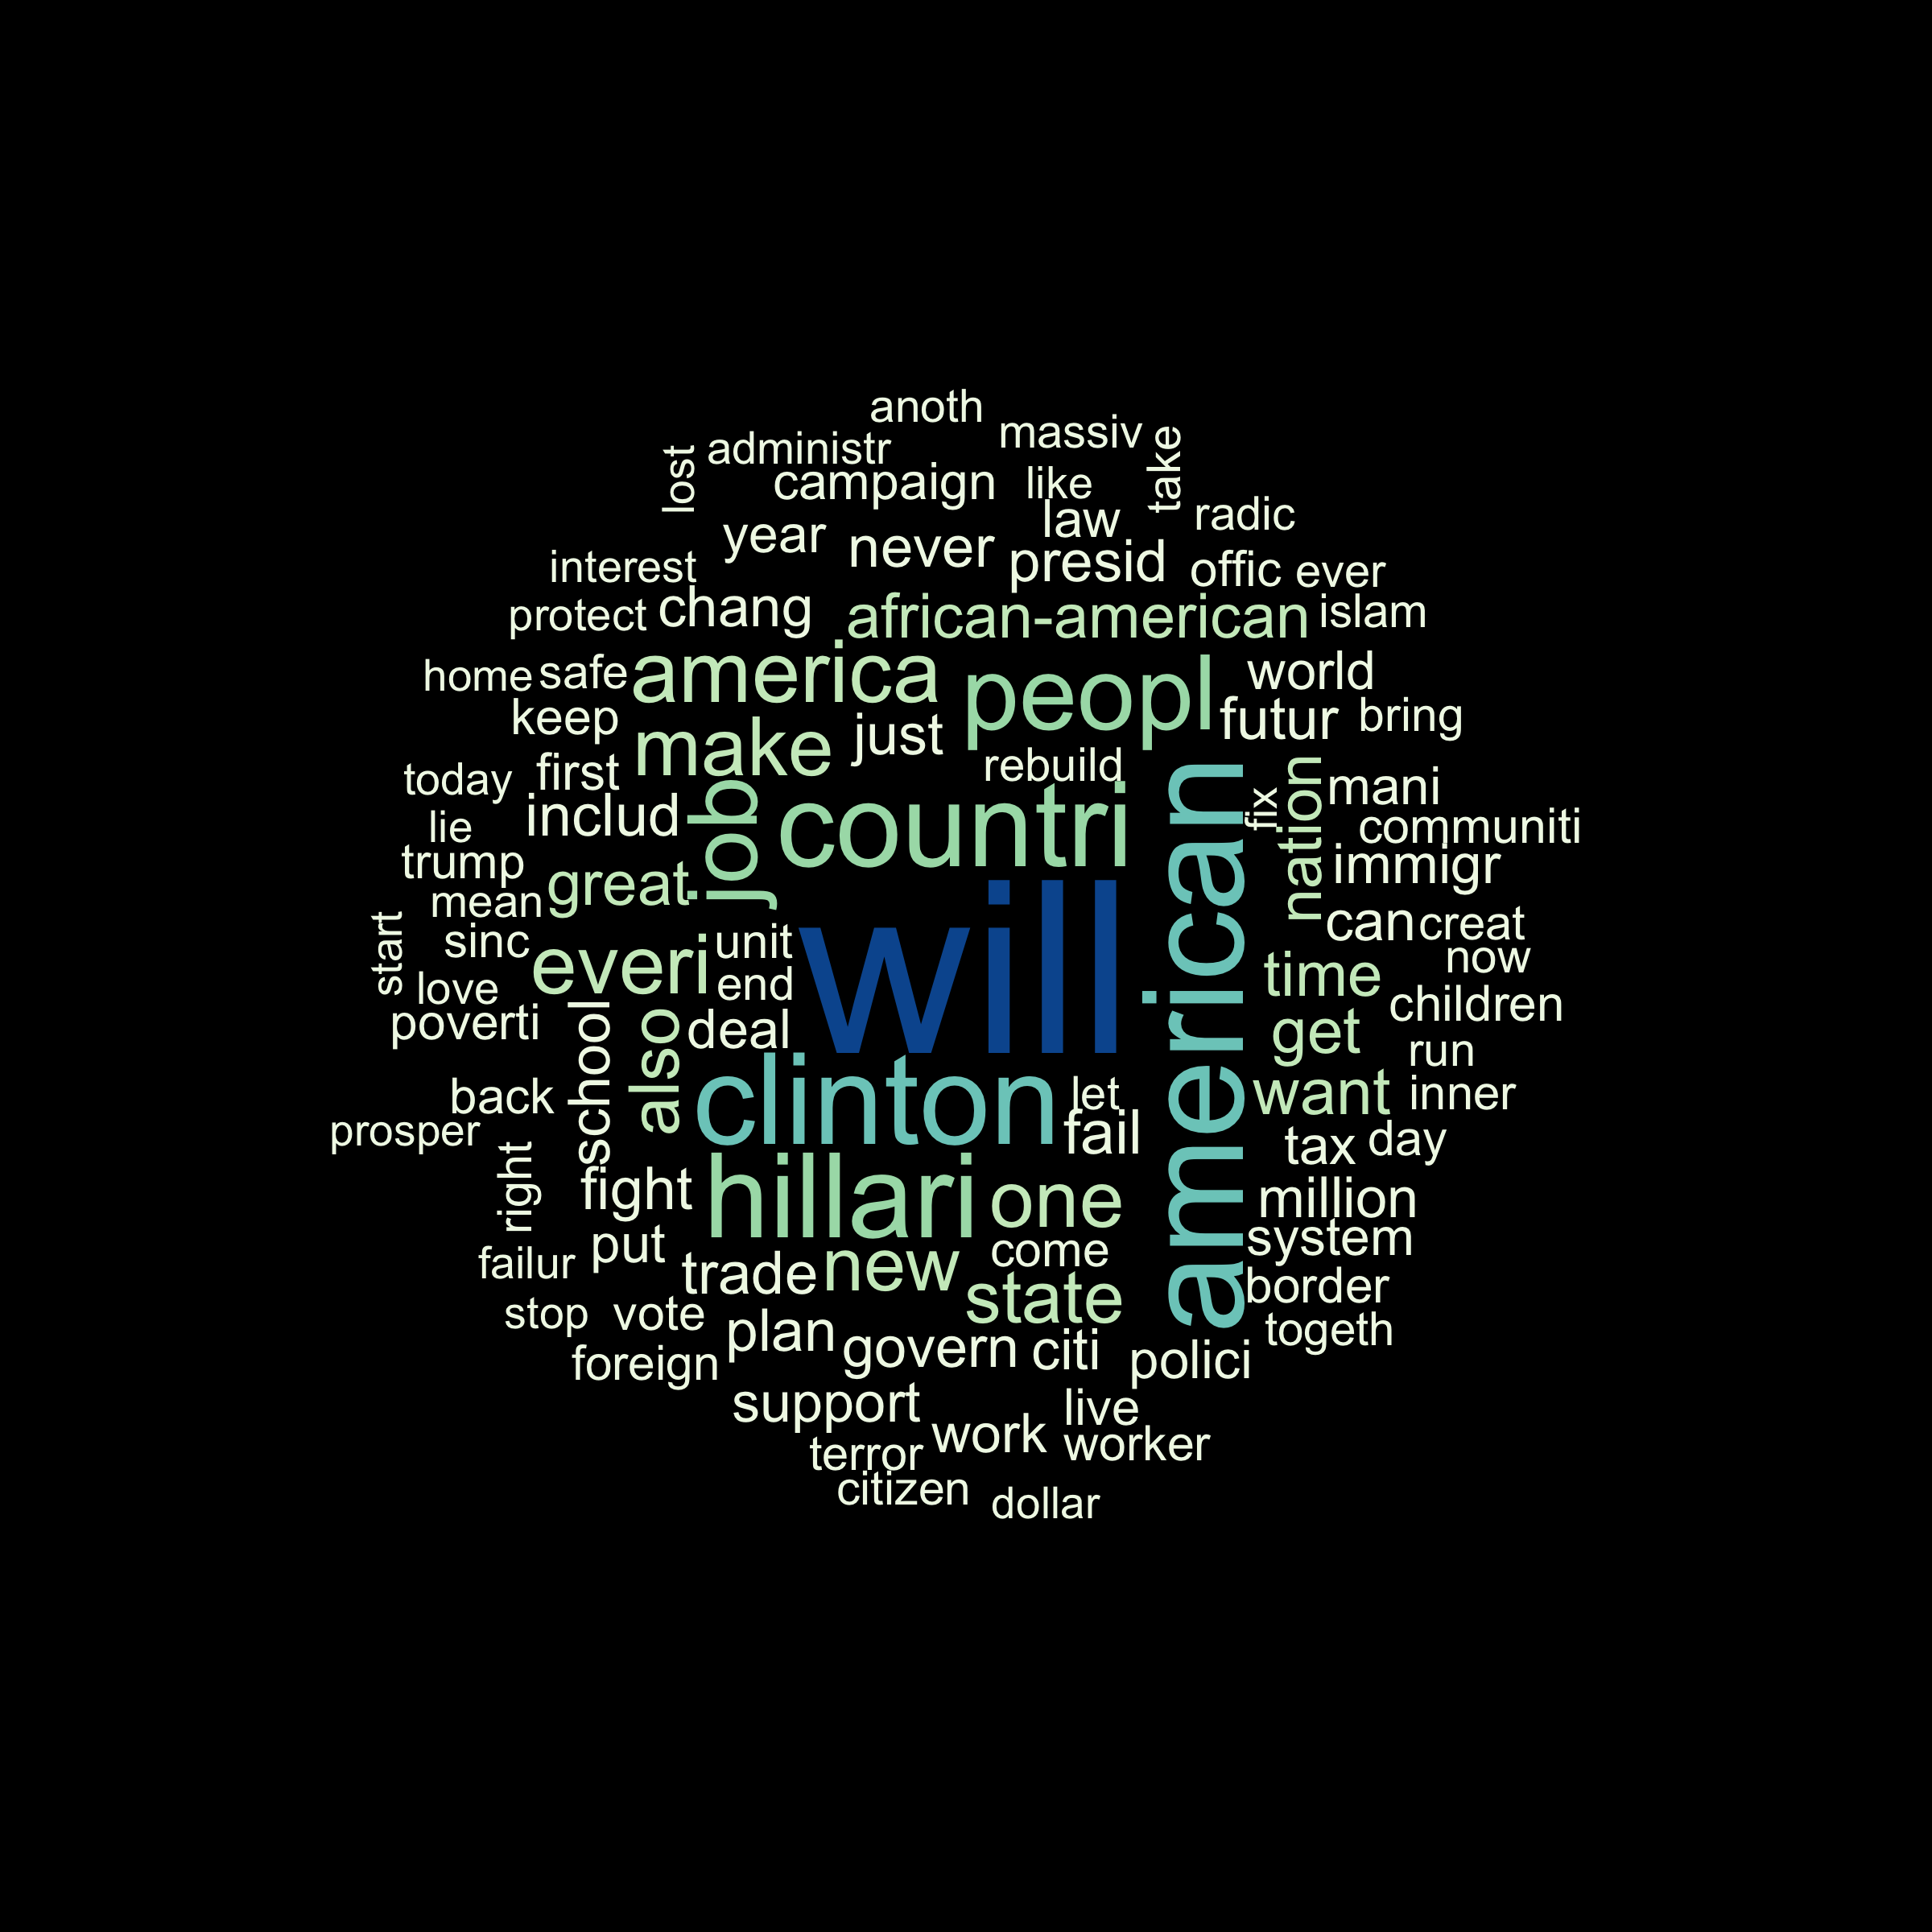 anoth
massiv
take
administr
lost
campaign
like
law
radic
year
never
presid
interest
offic
ever
protect
chang
african-american
islam
home
safe
america
peopl
world
keep
make
just
futur
bring
today
first
rebuild
nation
mani
includ
job
countri
fix
communiti
lie
trump
great
immigr
mean
american
can
creat
start
sinc
everi
unit
will
now
love
end
time
children
poverti
school
also
deal
get
run
back
clinton
let
want
inner
prosper
fail
tax
day
right
fight
hillari
one
million
failur
put
trade
new
come
system
state
border
stop
vote
plan
govern
citi
togeth
foreign
polici
support
work
live
terror
worker
citizen
dollar